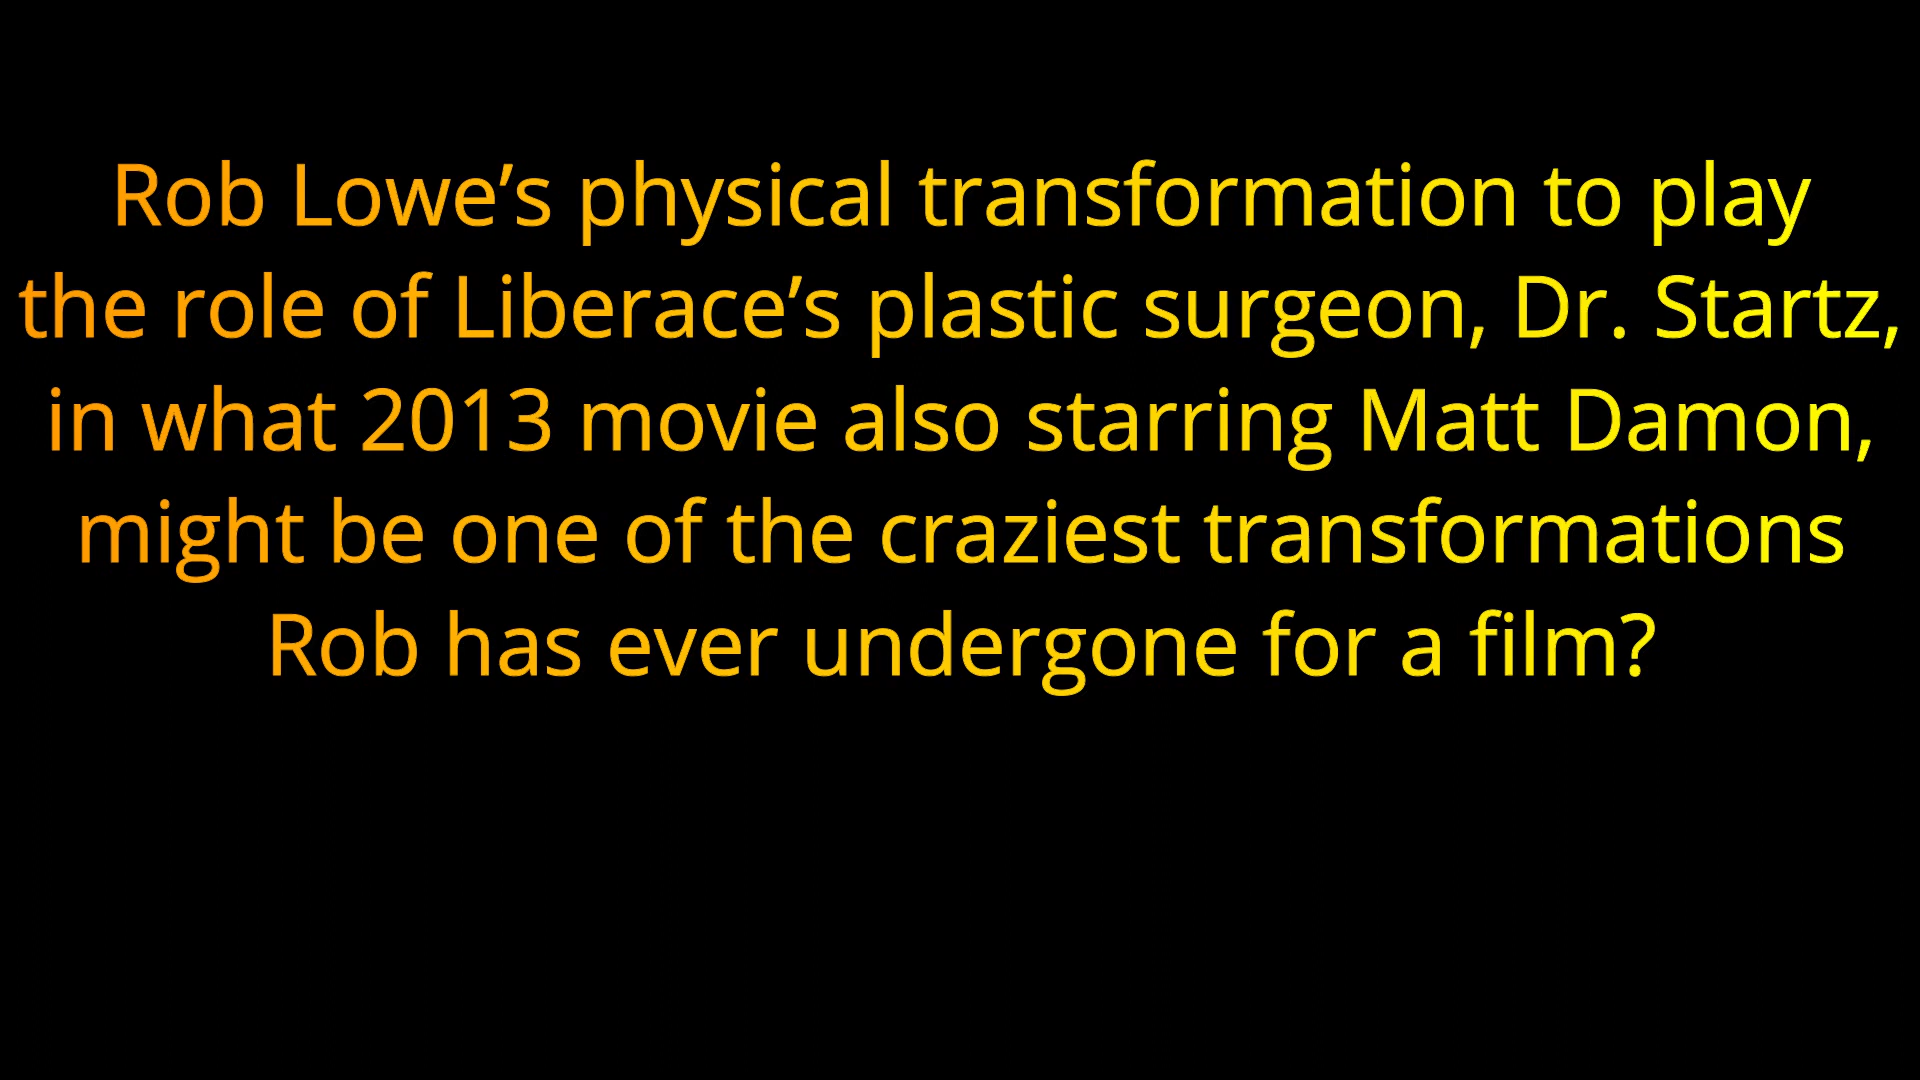 Rob Lowe’s physical transformation to play
the role of Liberace’s plastic surgeon, Dr. Startz,
in what 2013 movie also starring Matt Damon,
might be one of the craziest transformations
Rob has ever undergone for a film?